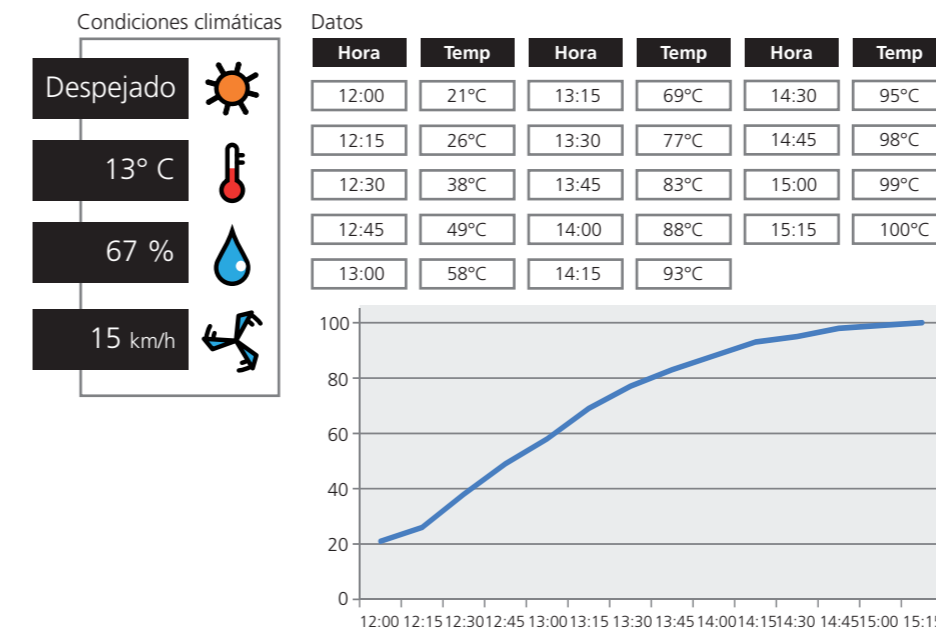 Condiciones climáticas
Despejado
13° C
67 %
15 km/h
Datos
Hora Temp Hora Temp Hora Temp
12:00 21°C 13:15 69°C 14:30 95°C
12:15 26°C 13:30 77°C 14:45 98°C
12:30 38°C 13:45 83°C 15:00 99°C
12:45 49°C 14:00 88°C 15:15 100°C
13:00 58°C 14:15 93°C
100
80
60
40
20
0
12:00 12:15 12:30 12:45 13:00 13:15 13:30 13:45 14:00 14:15 14:30 14:45 15:00 15:15